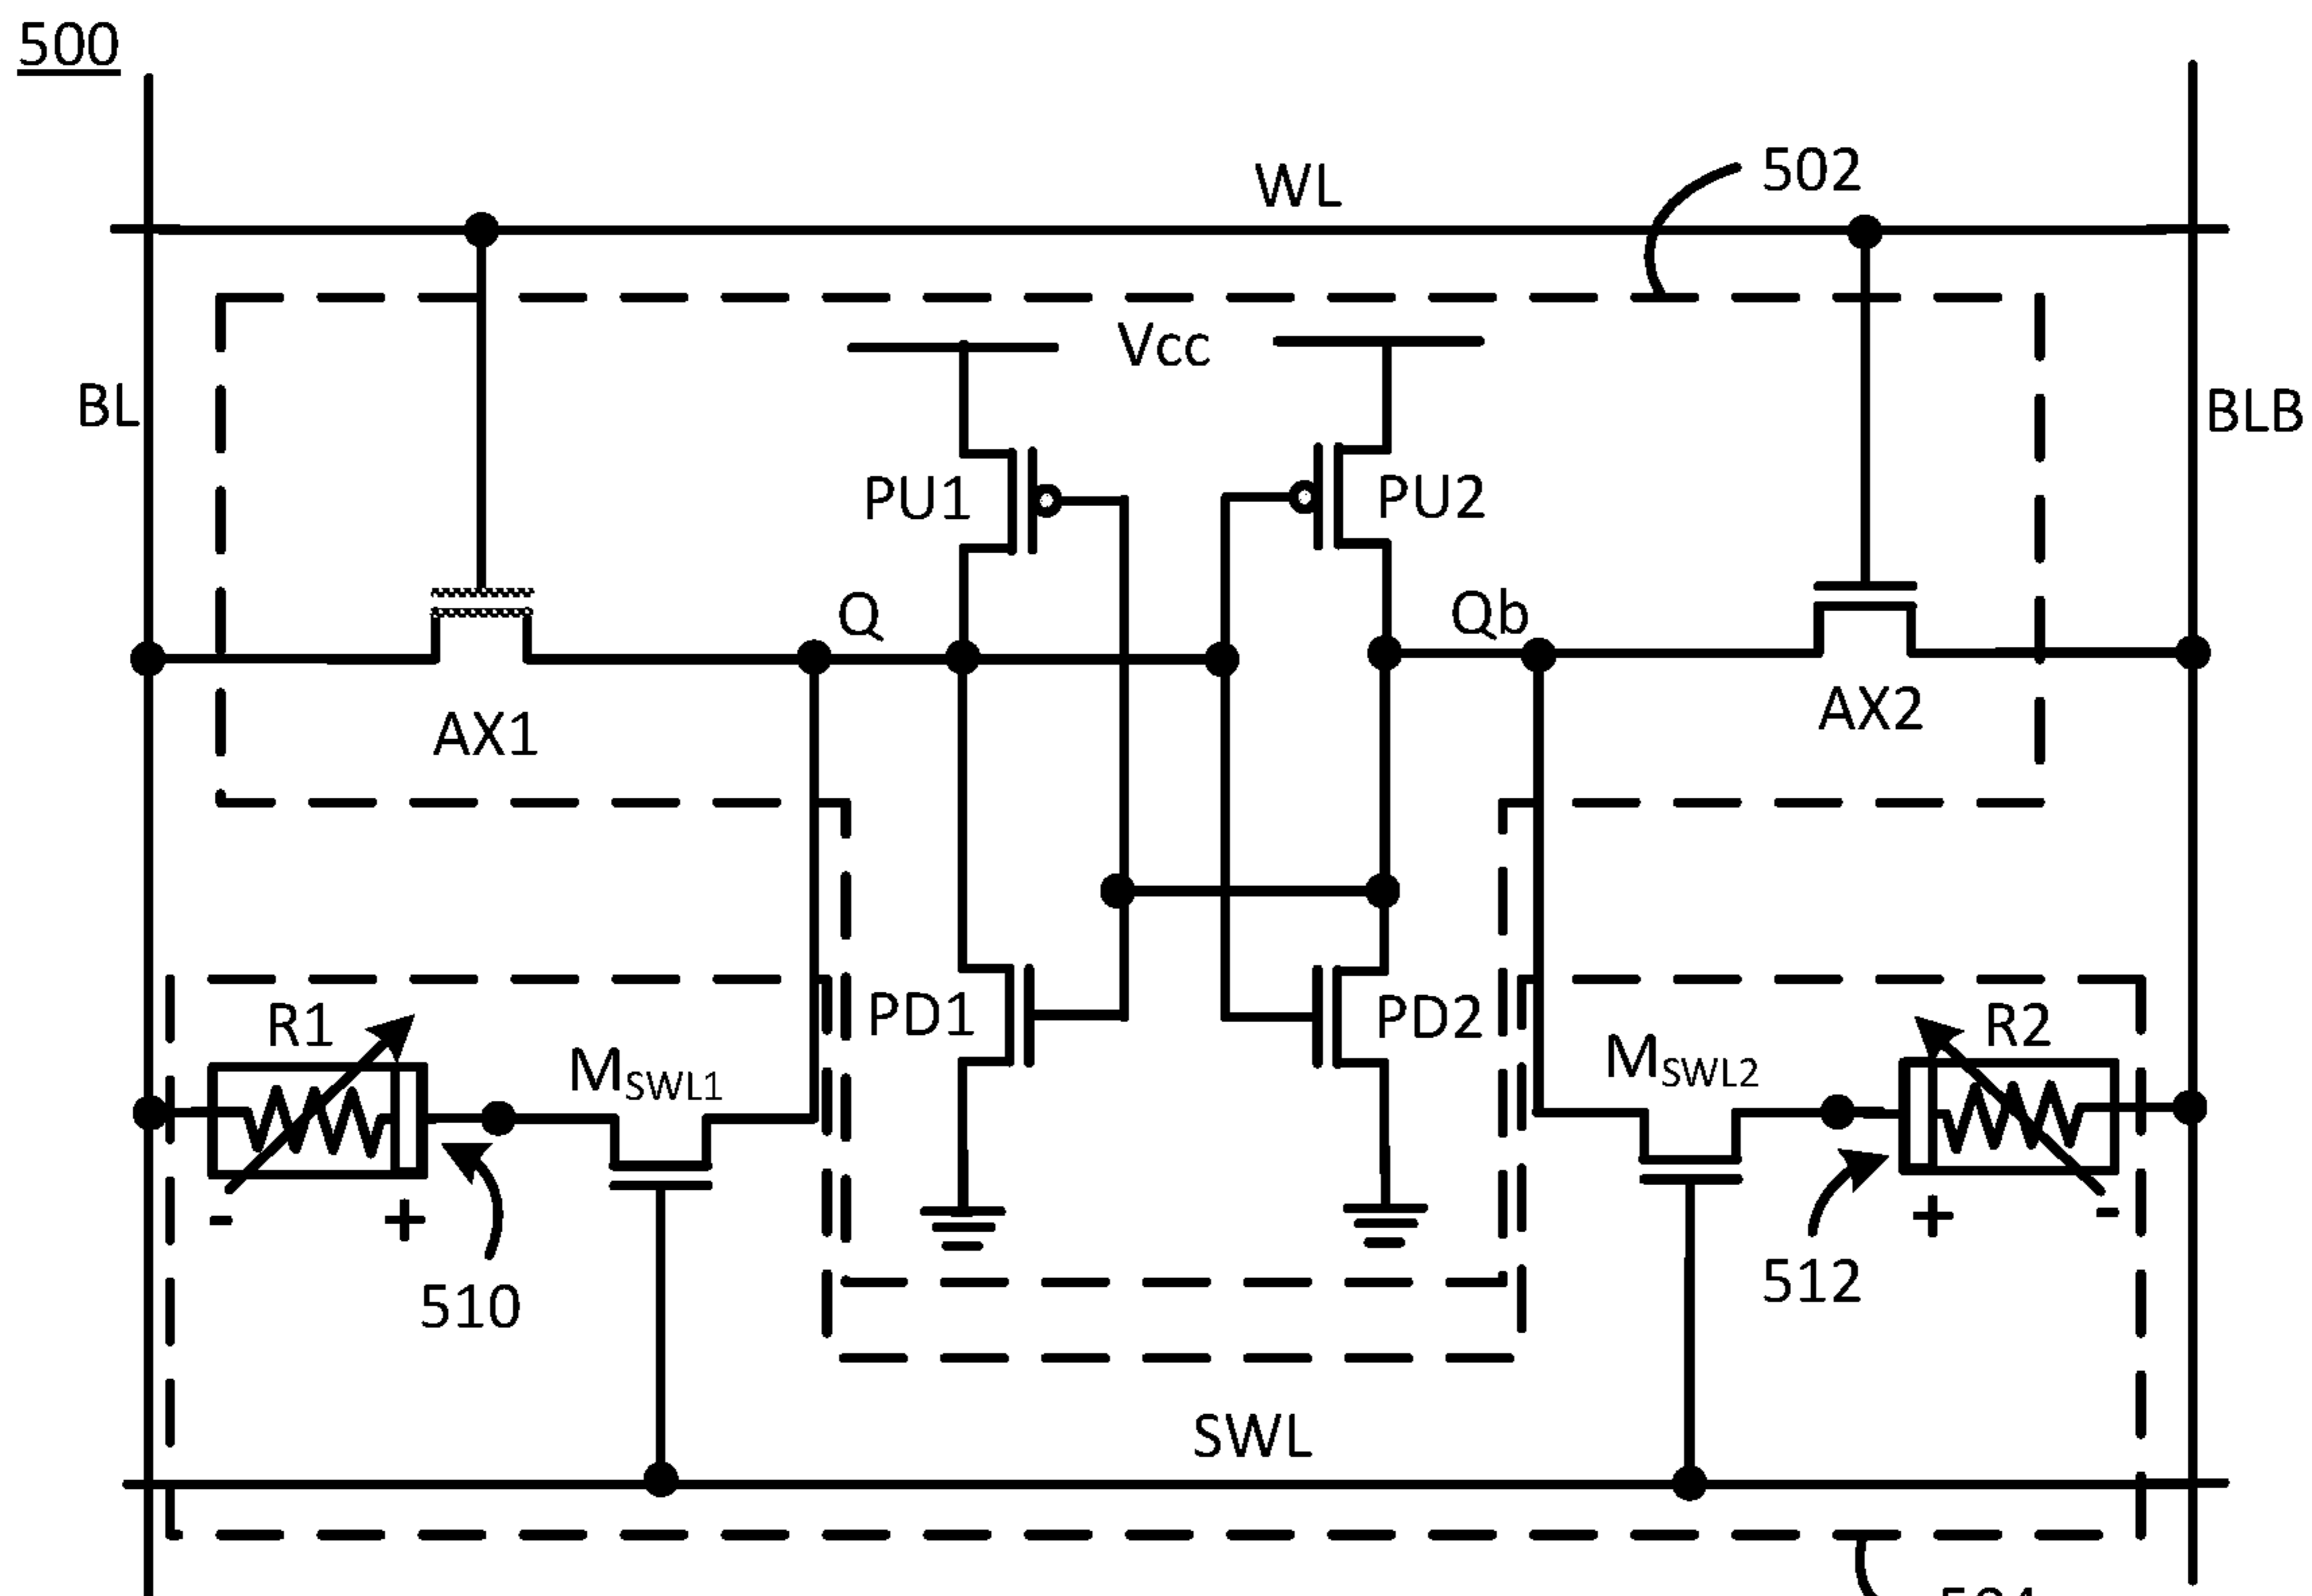 500
WL
502
Vcc
BL
BLB
PU1
PU2
Q
Qb
AX1
AX2
R1
PD1
PD2
R2
MSWL1
MSWL2
- +
+ -
510
512
SWL